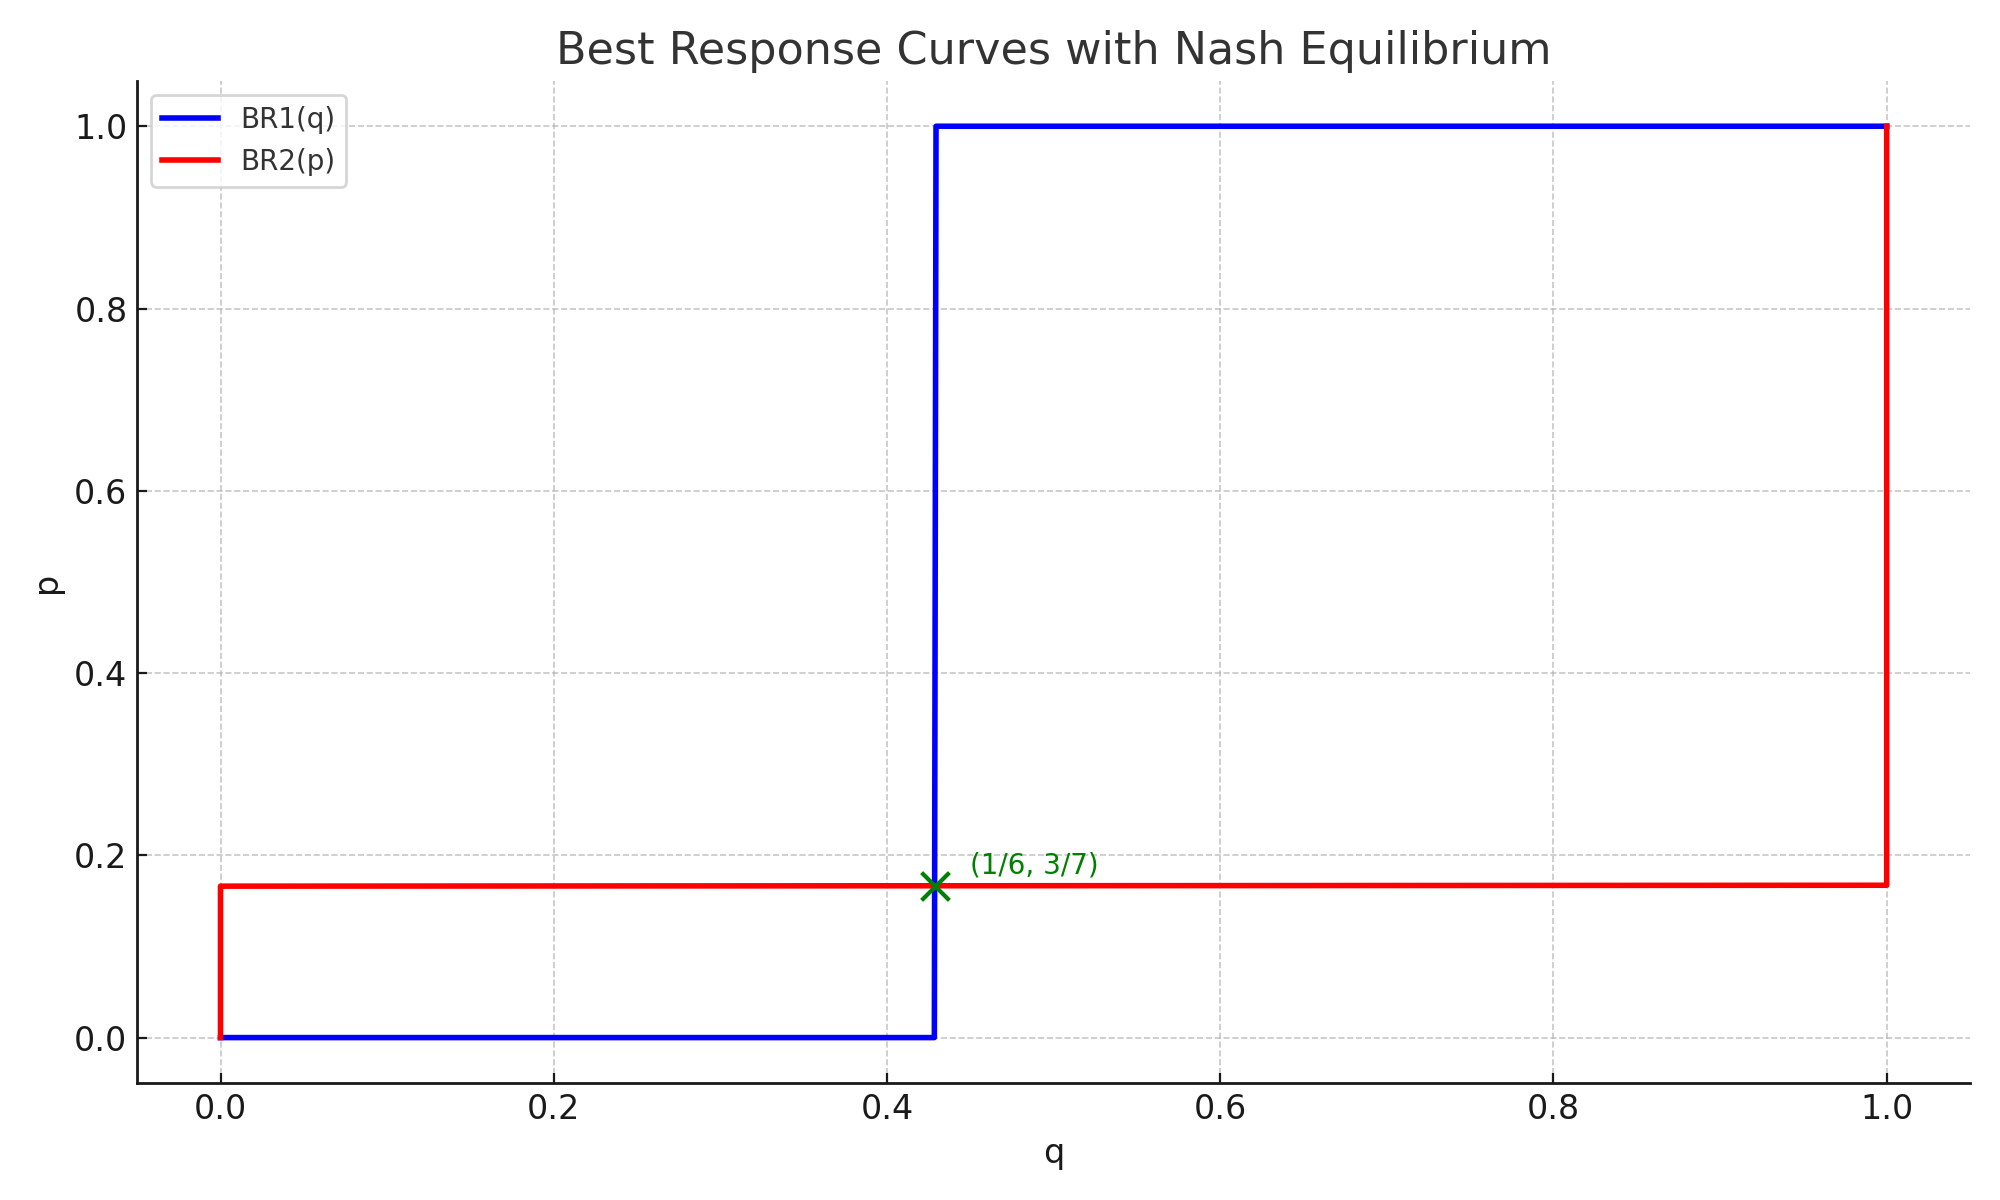 Best Response Curves with Nash Equilibrium
BR1(q)
BR2(p)
1.0
0.8
0.6
0.4
0.2
0.0
p
(1/6, 3/7)
0.0 0.2 0.4 0.6 0.8 1.0
q